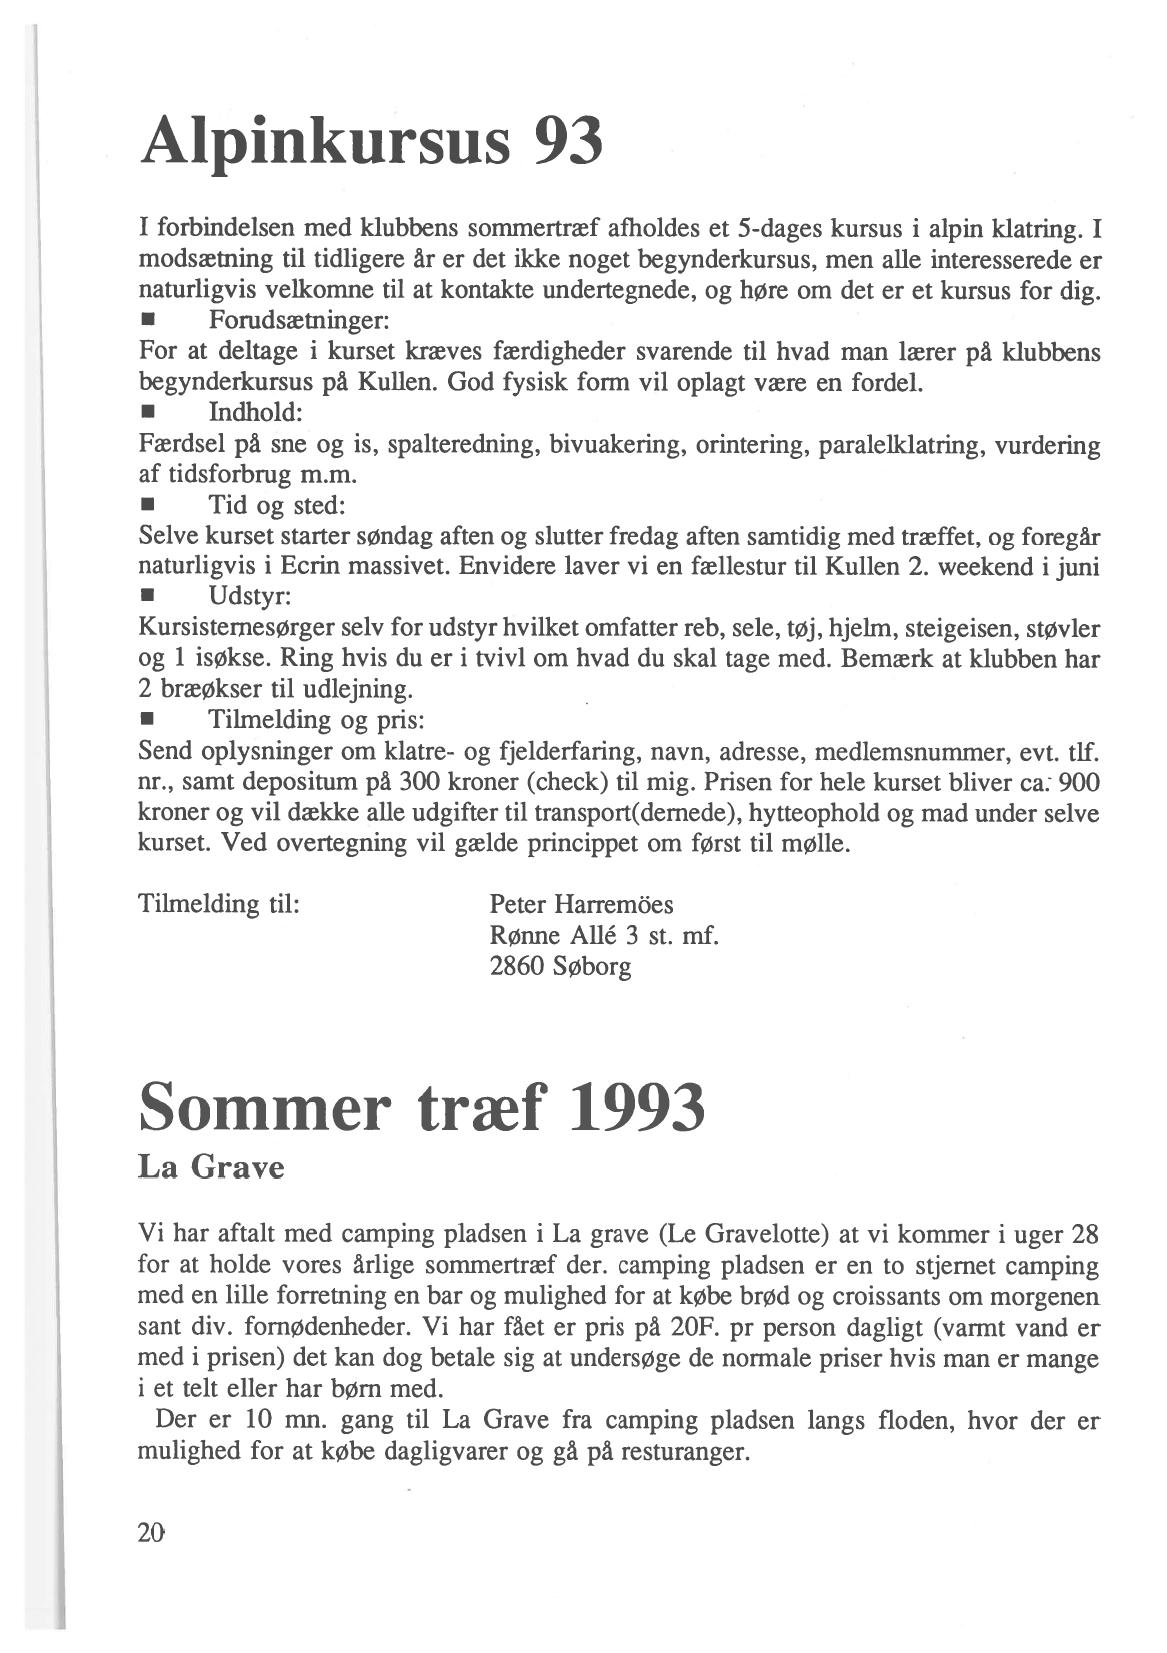 Alpinkursus 93
I forbindelsen med klubbens sommertræf afholdes et 5-dages kursus i alpin klatring. I
modsætning til tidligere år er det ikke noget begynderkursus, men alle interesserede er
naturligvis velkomne til at kontakte undertegnede, og høre om det er et kursus for dig.
■ Forudsætninger:
For at deltage i kurset kræves færdigheder svarende til hvad man lærer på klubbens
begynderkursus på Kullen. God fysisk form vil oplagt være en fordel.
■ Indhold:
Færdsel på sne og is, spalteredning, bivuakering, orintering, paralelklatring, vurdering
af tidsforbrug m.m.
■ Tid og sted:
Selve kurset starter søndag aften og slutter fredag aften samtidig med træffet, og foregår
naturligvis i Ecrin massivet. Envidere laver vi en fællestur til Kullen 2. weekend i juni
■ Udstyr:
Kursisternesørger selv for udstyr hvilket omfatter reb, sele, tøj, hjelm, steigeisen, støvler
og 1 isøkse. Ring hvis du er i tvivl om hvad du skal tage med. Bemærk at klubben har
2 bræøkser til udlejning.
■ Tilmelding og pris:
Send oplysninger om klatre- og fjelderfaring, navn, adresse, medlemsnummer, evt. tlf.
nr., samt depositum på 300 kroner (check) til mig. Prisen for hele kurset bliver ca. 900
kroner og vil dække alle udgifter til transport(dernede), hytteophold og mad under selve
kurset. Ved overtegning vil gælde princippet om først til mølle.
Tilmelding til: Peter Harremöes
Rønne Allé 3 st. mf.
2860 Søborg
Sommer træf 1993
La Grave
Vi har aftalt med camping pladsen i La grave (Le Gravelotte) at vi kommer i uger 28
for at holde vores årlige sommertræf der. camping pladsen er en to stjernet camping
med en lille forretning en bar og mulighed for at købe brød og croissants om morgenen
sant div. fornødenheder. Vi har fået er pris på 20F. pr person dagligt (varmt vand er
med i prisen) det kan dog betale sig at undersøge de normale priser hvis man er mange
i et telt eller har børn med.
Der er 10 mn. gang til La Grave fra camping pladsen langs floden, hvor der er
mulighed for at købe dagligvarer og gå på resturanger.
20